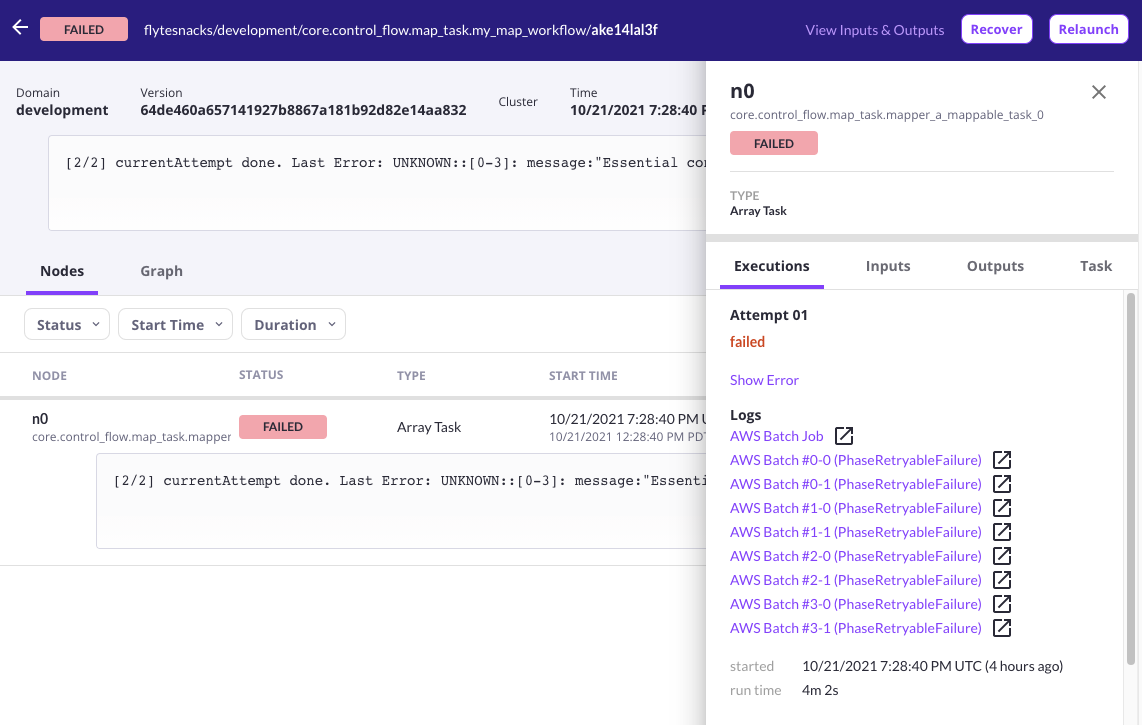 FAILED flytesnacks/development/core.control_flow.map_task.my_map_workflow/ake14lal3f View Inputs & Outputs Recover Relaunch
Domain
development
Version
64de460a657141927b8867a181b92d82e14aa832
Cluster
Time
10/21/2021 7:28:40
[2/2] currentAttempt done. Last Error: UNKNOWN::[0-3]: message:"Essential
Nodes Graph
Status Start Time Duration
NODE STATUS TYPE START TIME
n0
core.control_flow.map_task.mapper
FAILED
Array Task
10/21/2021 7:28:40 PM
10/21/2021 12:28:40 PM
[2/2] currentAttempt done. Last Error: UNKNOWN::[0-3]: message:"
n0
core.control_flow.map_task.mapper_a_mappable_task_0
FAILED
TYPE
Array Task
Executions Inputs Outputs Task
Attempt 01
failed
Show Error
Logs
AWS Batch Job
AWS Batch #0-0 (PhaseRetryableFailure)
AWS Batch #0-1 (PhaseRetryableFailure)
AWS Batch #1-0 (PhaseRetryableFailure)
AWS Batch #1-1 (PhaseRetryableFailure)
AWS Batch #2-0 (PhaseRetryableFailure)
AWS Batch #2-1 (PhaseRetryableFailure)
AWS Batch #3-0 (PhaseRetryableFailure)
AWS Batch #3-1 (PhaseRetryableFailure)
started 10/21/2021 7:28:40 PM UTC (4 hours ago)
run time 4m 2s